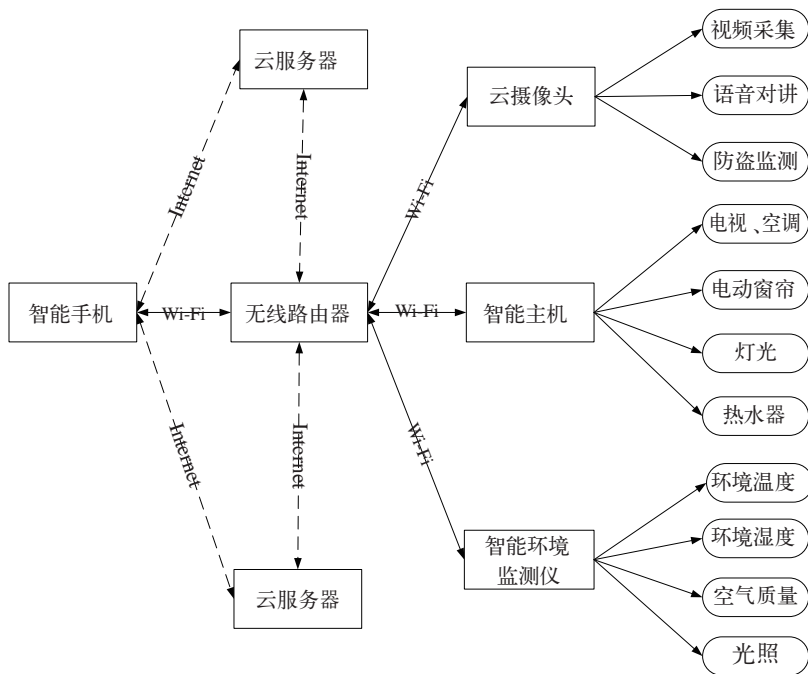 云服务器
视频采集
云摄像头
语音对讲
防盗监测
Internet
Internet
Wi-Fi
电视、空调
智能手机
Wi-Fi
无线路由器
Wi-Fi
智能主机
电动窗帘
灯光
热水器
Internet
Internet
Wi-Fi
环境温度
智能环境
监测仪
环境湿度
空气质量
云服务器
光照